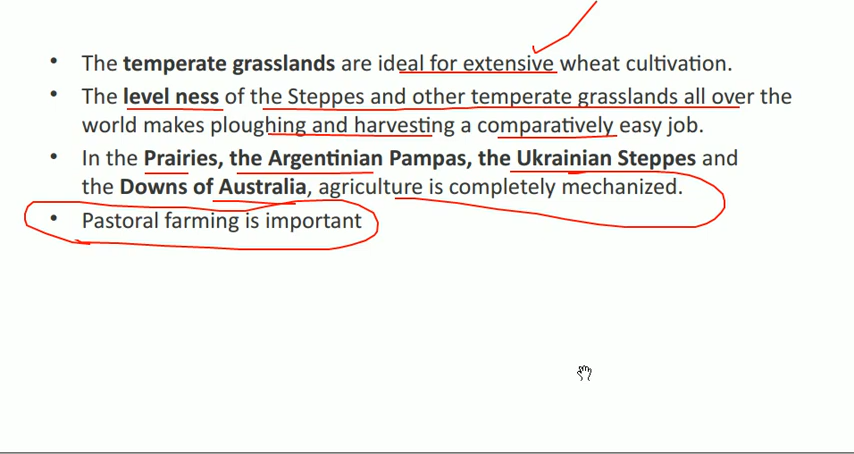 • The temperate grasslands are ideal for extensive wheat cultivation.
• The level ness of the Steppes and other temperate grasslands all over the
world makes ploughing and harvesting a comparatively easy job.
• In the Prairies, the Argentinian Pampas, the Ukrainian Steppes and
the Downs of Australia, agriculture is completely mechanized.
• Pastoral farming is important